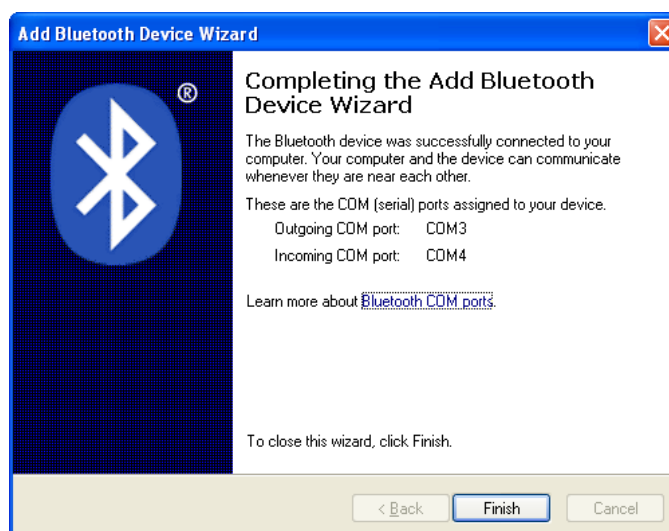 Add Bluetooth Device Wizard
®
Completing the Add Bluetooth
Device Wizard
The Bluetooth device was successfully connected to your
computer. Your computer and the device can communicate
whenever they are near each other.
These are the COM (serial) ports assigned to your device.
Outgoing COM port: COM3
Incoming COM port: COM4
Learn more about Bluetooth COM ports.
To close this wizard, click Finish.
< Back Finish Cancel